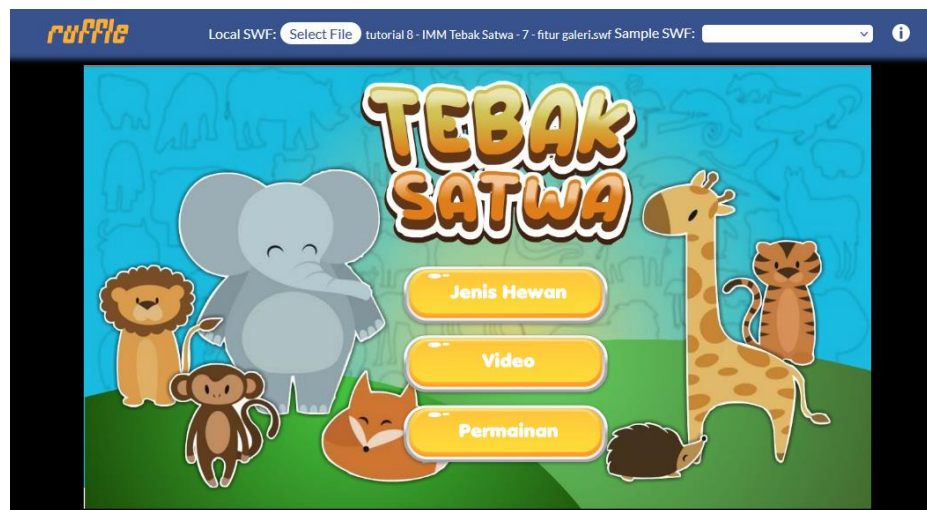 ruffle
Local SWF: Select File tutorial 8 - IMM Tebak Satwa - 7 - fitur galeri.swf Sample SWF:
TEBAK
SATWA
Jenis Hewan
Video
Permainan